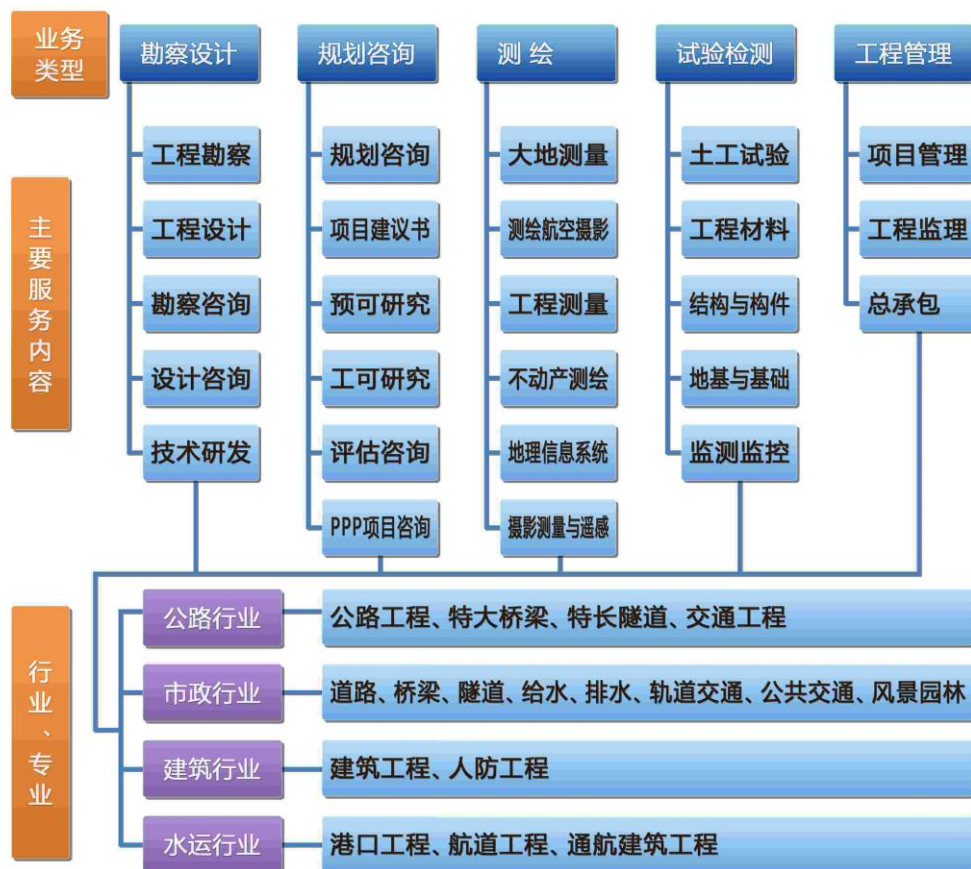 业务
类型
勘察设计
规划咨询
测绘
试验检测
工程管理
主要服务内容
工程勘察
规划咨询
大地测量
土工试验
项目管理
工程设计
项目建议书
测绘航空摄影
工程材料
工程监理
勘察咨询
预可研究
工程测量
结构与构件
总承包
设计咨询
工可研究
不动产测绘
地基与基础
技术研发
评估咨询
地理信息系统
监测监控
PPP项目咨询
摄影测量与遥感
行业、专业
公路行业
公路工程、特大桥梁、特长隧道、交通工程
市政行业
道路、桥梁、隧道、给水、排水、轨道交通、公共交通、风景园林
建筑行业
建筑工程、人防工程
水运行业
港口工程、航道工程、通航建筑工程